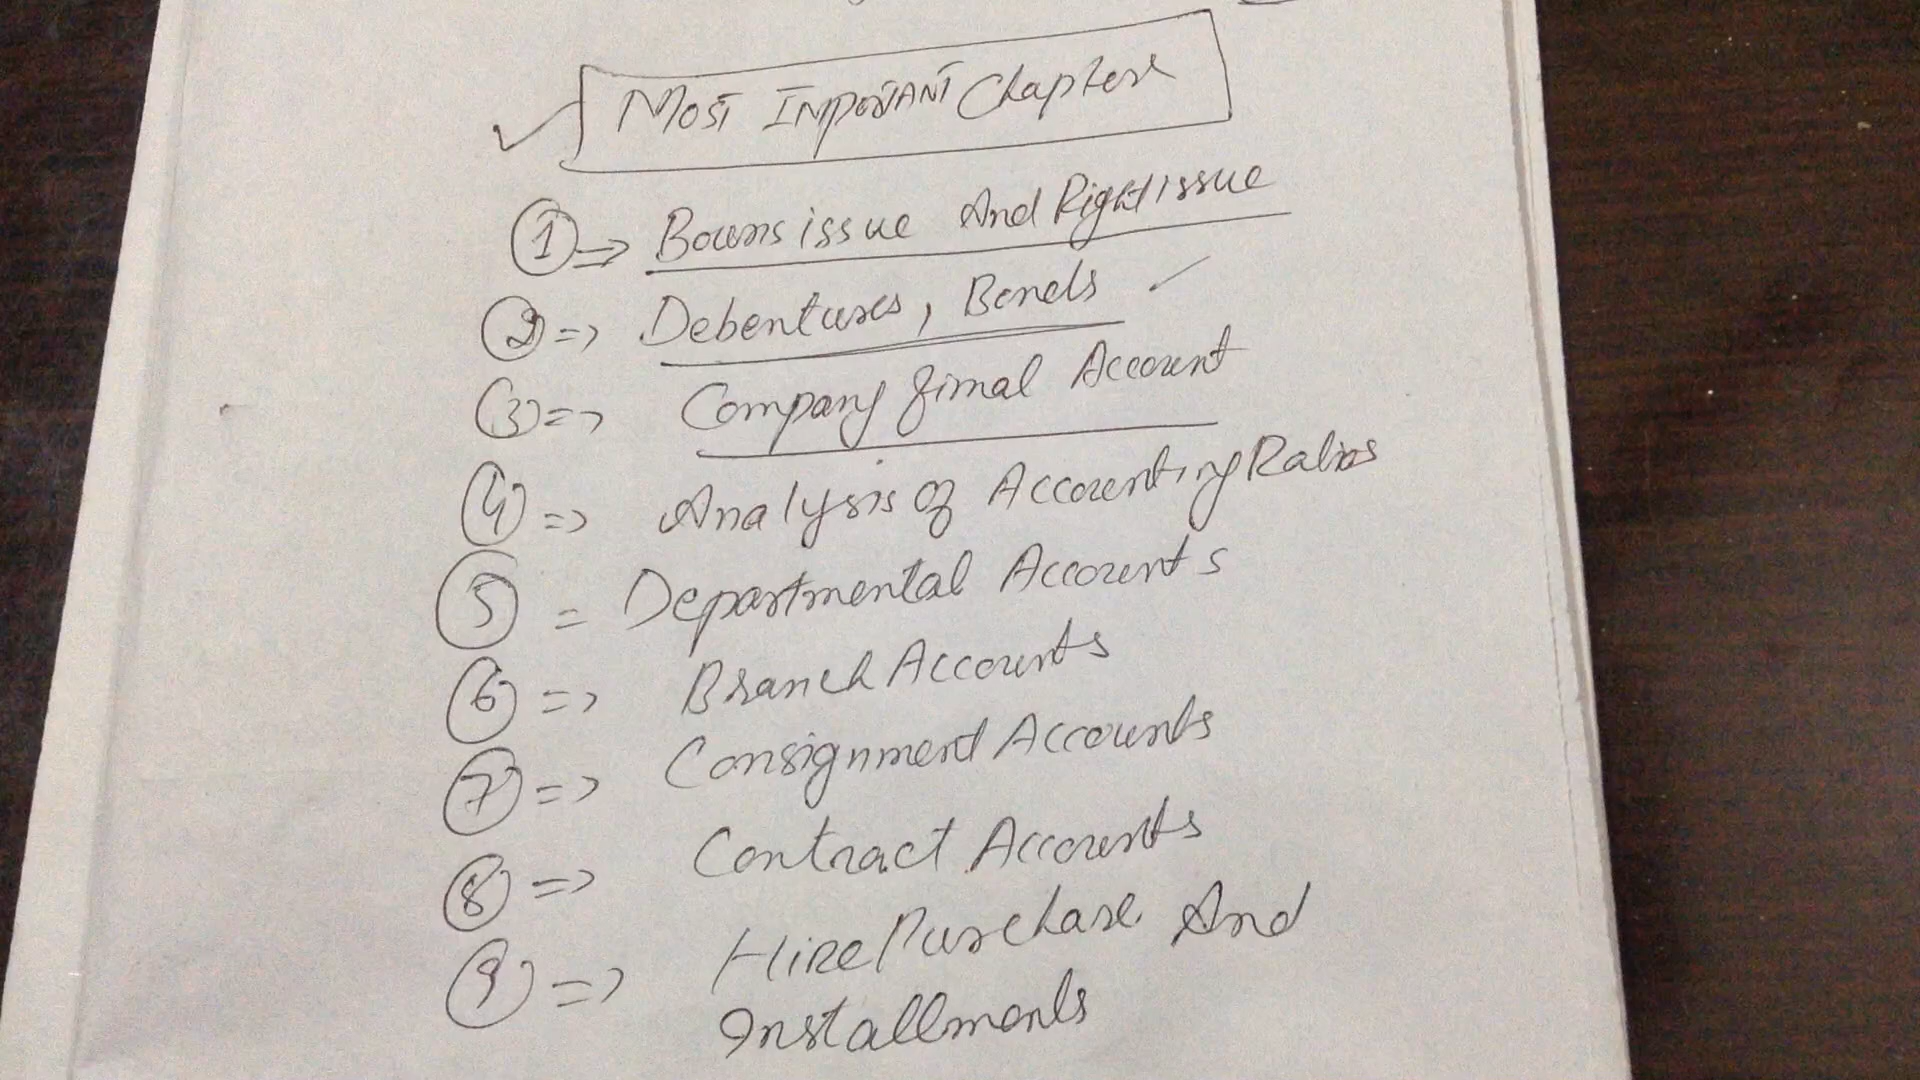 MOST IMPORTANT Chapters
1 => Bouns issue And Right issue
2 => Debentures, Bonds
3 => Company final Account
4 => Analysis of Accounting Ratios
5 = Departmental Accounts
6 => Branch Accounts
7 => Consignment Accounts
8 => Contract Accounts
9 => Hire Purchase And
Installments